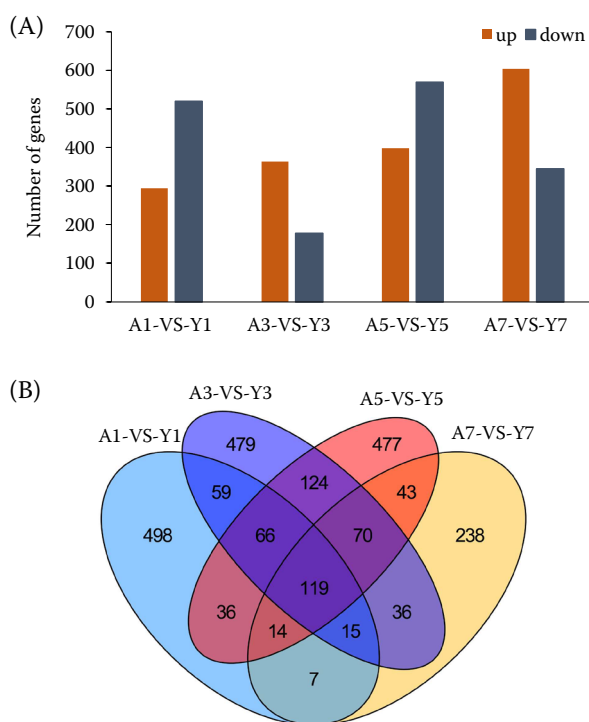 (A)
700
600
500
400
300
200
100
0
Number of genes
up down
A1-VS-Y1 A3-VS-Y3 A5-VS-Y5 A7-VS-Y7
(B)
A3-VS-Y3 A5-VS-Y5
A1-VS-Y1 A7-VS-Y7
479 477
59 124 43
498 66 70 238
119
36 14 15 36
7